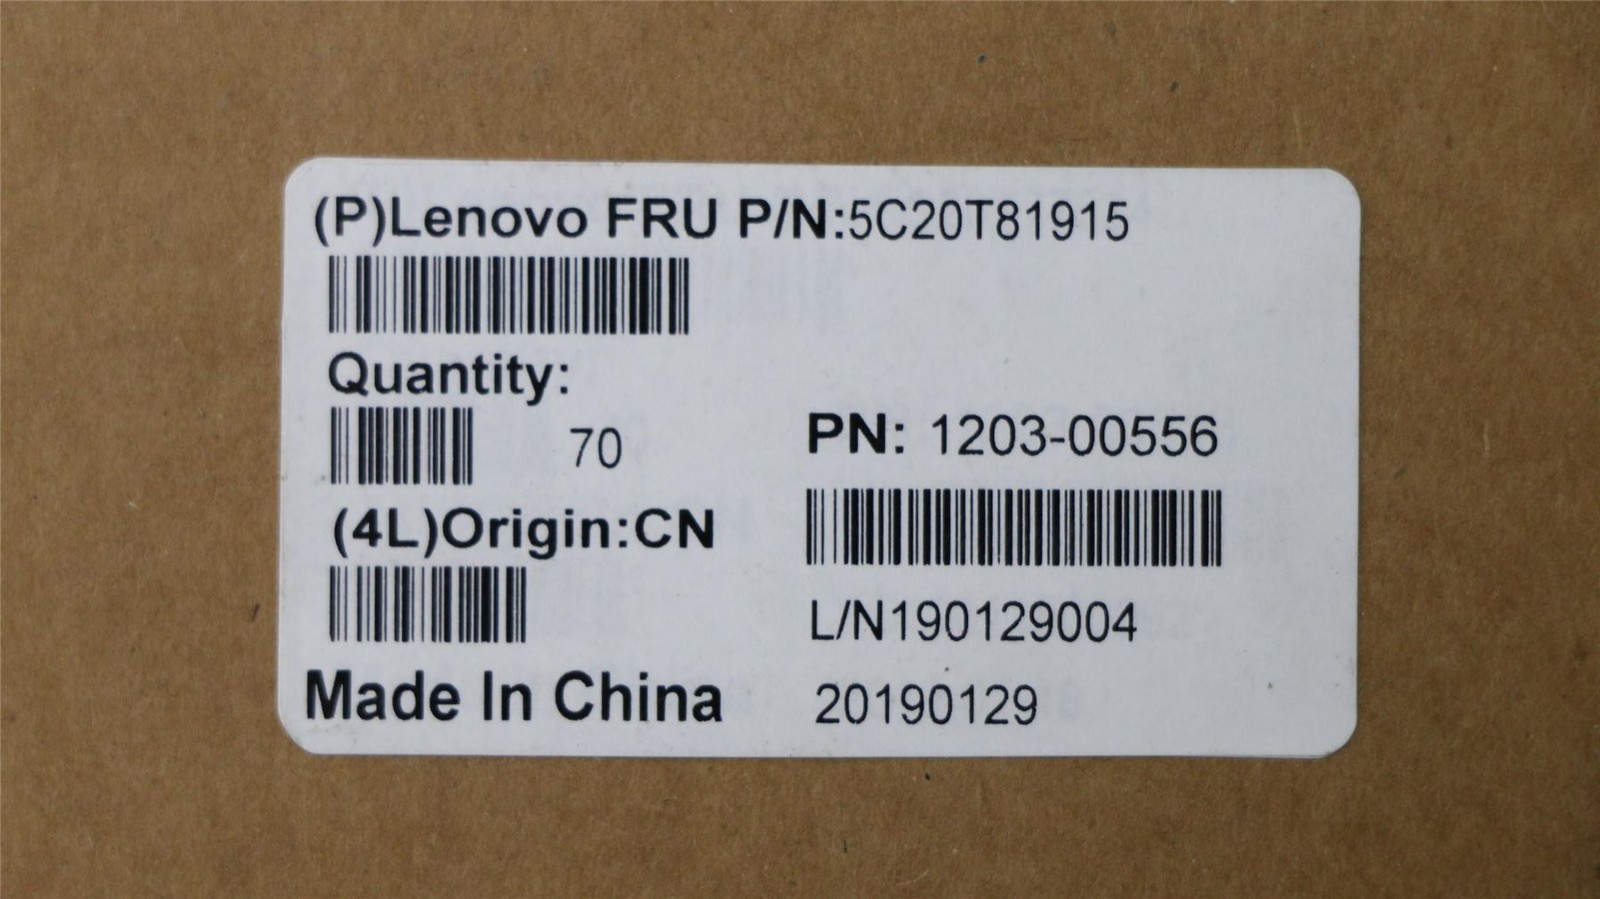 (P)Lenovo FRU P/N:5C20T81915
Quantity:
70
(4L)Origin:CN
Made In China
PN: 1203-00556
L/N190129004
20190129